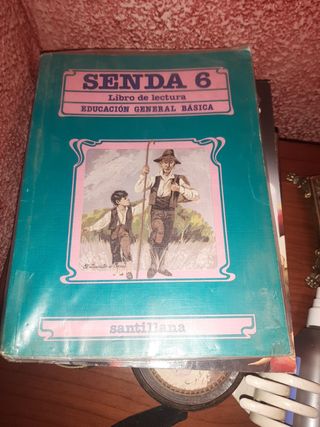 SENDA 6
Libro de lectura
EDUCACIÓN GENERAL BÁSICA
santillana